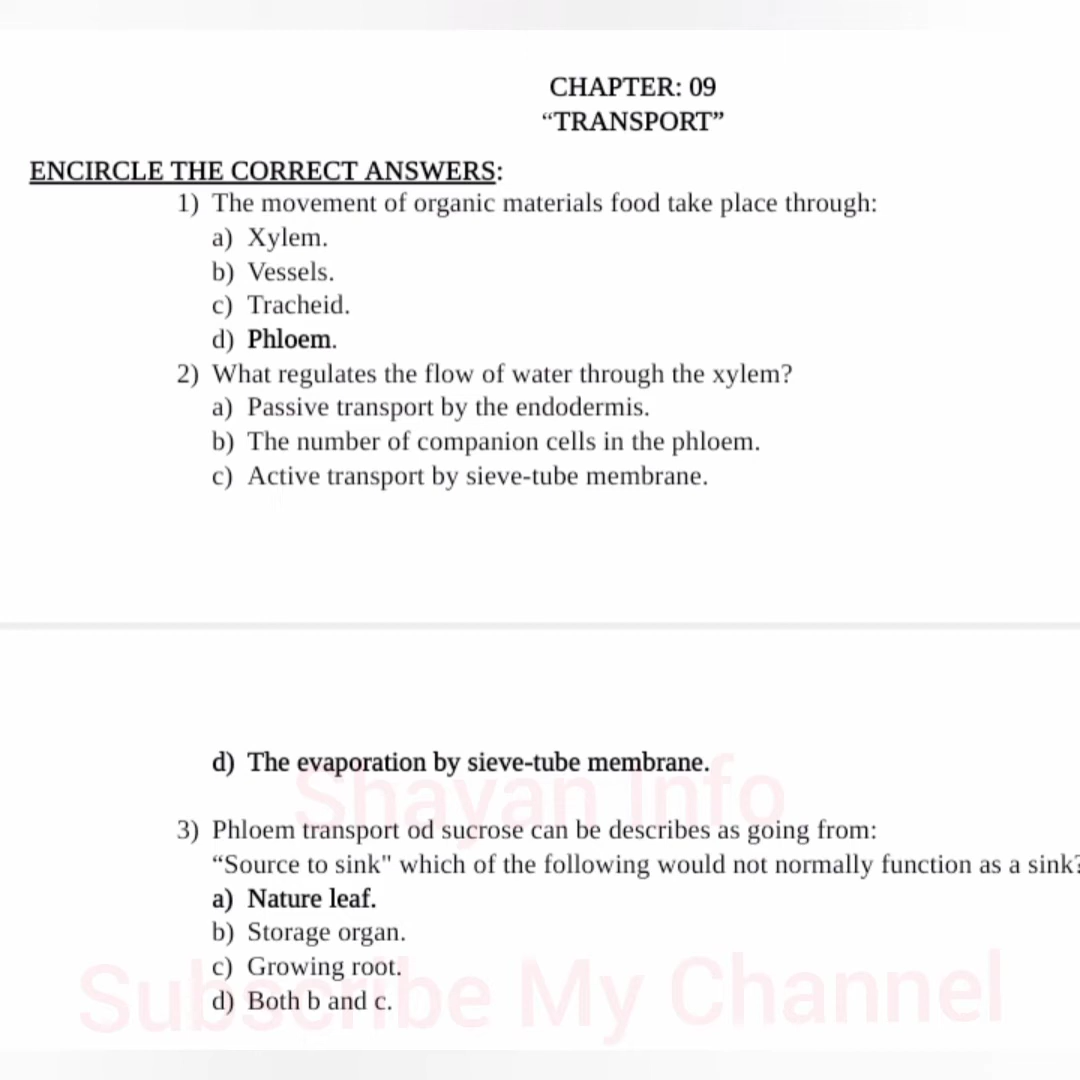 CHAPTER: 09
“TRANSPORT”
ENCIRCLE THE CORRECT ANSWERS:
1) The movement of organic materials food take place through:
a) Xylem.
b) Vessels.
c) Tracheid.
d) Phloem.
2) What regulates the flow of water through the xylem?
a) Passive transport by the endodermis.
b) The number of companion cells in the phloem.
c) Active transport by sieve-tube membrane.
d) The evaporation by sieve-tube membrane.
Shayan Info
3) Phloem transport od sucrose can be describes as going from:
“Source to sink" which of the following would not normally function as a sink?
a) Nature leaf.
b) Storage organ.
c) Growing root.
d) Both b and c.
Subscribe My Channel